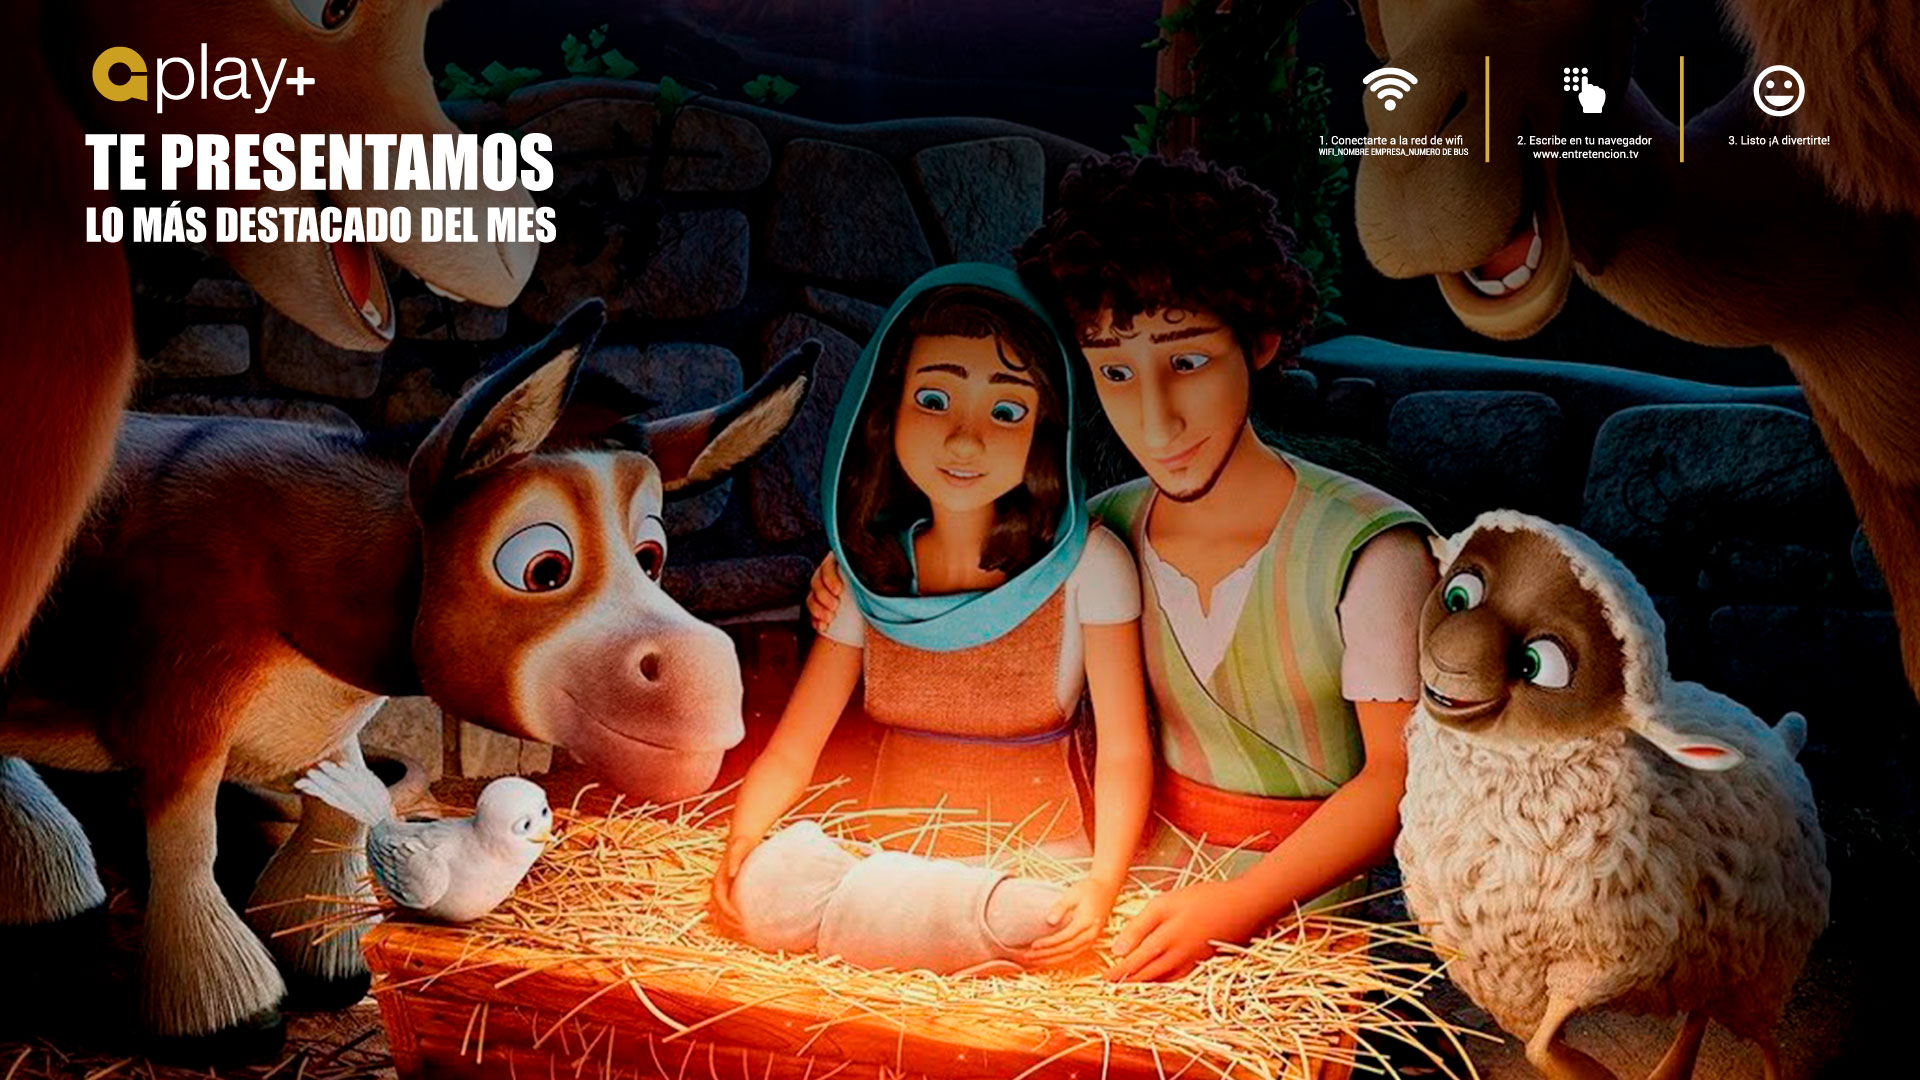 aplay+
TE PRESENTAMOS
LO MÁS DESTACADO DEL MES
1. Conectarte a la red de wifi
WIFI_NOMBRE EMPRESA_NUMERO DE BUS
2. Escribe en tu navegador
www.entretencion.tv
3. Listo ¡A divertirte!